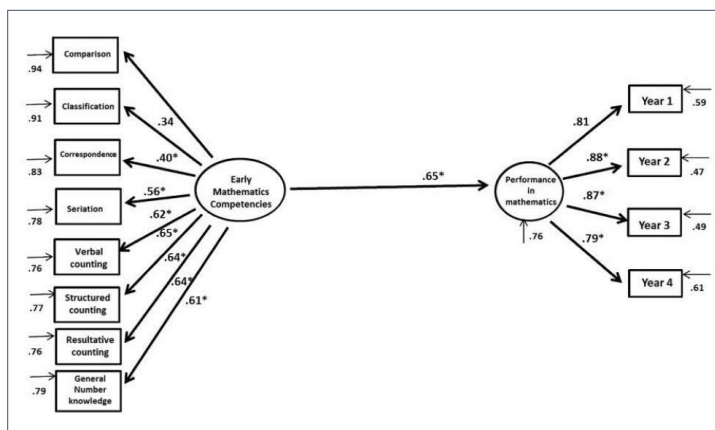 Comparison
.94
Classification
.91
Correspondence
.83
Seriation
.78
Verbal
counting
.76
Structured
counting
.77
Resultative
counting
.76
General
Number
knowledge
.79
.34
.40*
.56*
.62*
.65*
.64*
.64*
.61*
Early
Mathematics
Competencies
.65*
Performance
in
mathematics
.76
.81
.88*
.87*
.79*
Year 1
.59
Year 2
.47
Year 3
.49
Year 4
.61